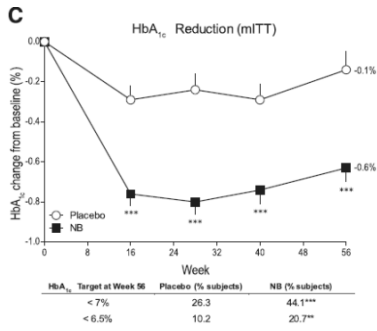 C
HbA1c Reduction (mITT)
HbA1c change from baseline (%)
0.0
-0.2
-0.4
-0.6
-0.8
-1.0
-0.1%
-0.6%
***
***
***
***
Placebo
NB
0 8 16 24 32 40 48 56
Week
HbA1c Target at Week 56 Placebo (% subjects) NB (% subjects)
< 7% 26.3 44.1***
< 6.5% 10.2 20.7**